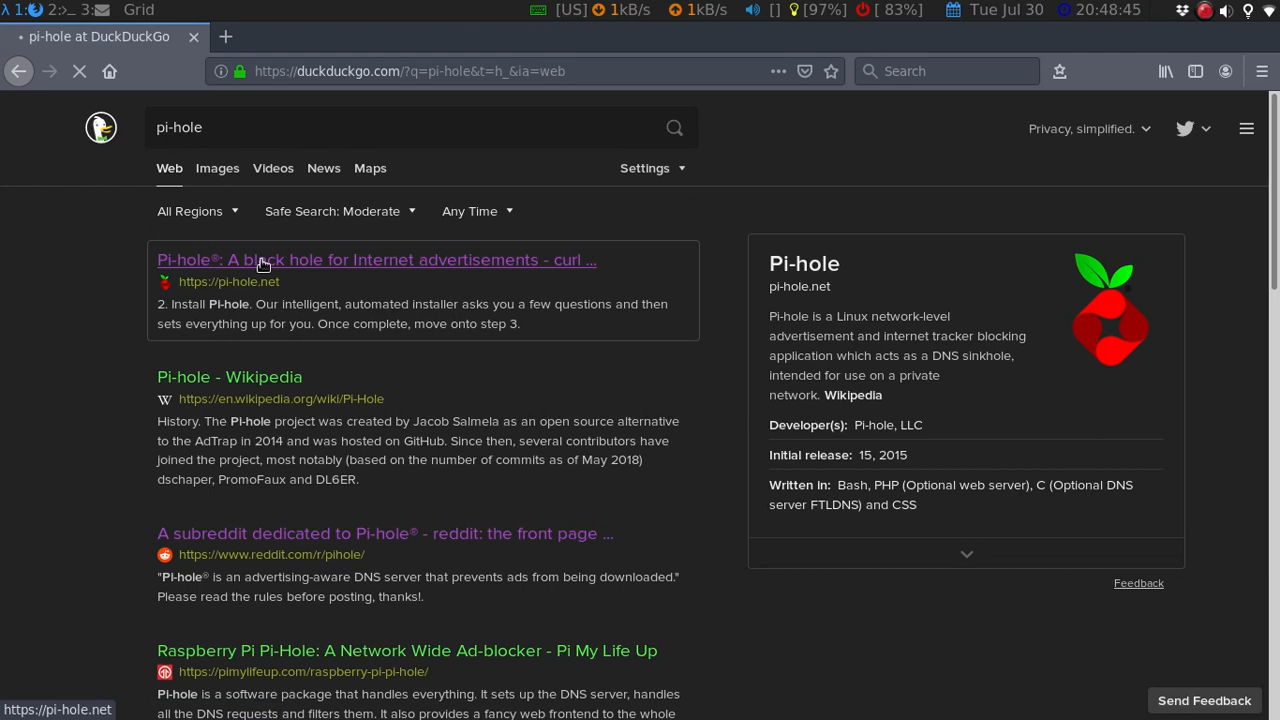 λ 1: 2:>_ 3: Grid [US] 1kB/s 1kB/s [] [97%] [ 83%] Tue Jul 30 20:48:45
pi-hole at DuckDuckGo
https://duckduckgo.com/?q=pi-hole&t=h_&ia=web
Search
pi-hole
Privacy, simplified.
Web Images Videos News Maps Settings
All Regions Safe Search: Moderate Any Time
Pi-hole®: A black hole for Internet advertisements - curl ...
https://pi-hole.net
2. Install Pi-hole. Our intelligent, automated installer asks you a few questions and then
sets everything up for you. Once complete, move onto step 3.
Pi-hole - Wikipedia
https://en.wikipedia.org/wiki/Pi-Hole
History. The Pi-hole project was created by Jacob Salmela as an open source alternative
to the AdTrap in 2014 and was hosted on GitHub. Since then, several contributors have
joined the project, most notably (based on the number of commits as of May 2018)
dschaper, PromoFaux and DL6ER.
A subreddit dedicated to Pi-hole® - reddit: the front page ...
https://www.reddit.com/r/pihole/
"Pi-hole® is an advertising-aware DNS server that prevents ads from being downloaded."
Please read the rules before posting, thanks!.
Raspberry Pi Pi-Hole: A Network Wide Ad-blocker - Pi My Life Up
https://pimylifeup.com/raspberry-pi-pi-hole/
Pi-hole is a software package that handles everything. It sets up the DNS server, handles
all the DNS requests and filters them. It also provides a fancy web frontend to the whole
Pi-hole
pi-hole.net
Pi-hole is a Linux network-level
advertisement and internet tracker blocking
application which acts as a DNS sinkhole,
intended for use on a private
network. Wikipedia
Developer(s): Pi-hole, LLC
Initial release: 15, 2015
Written in: Bash, PHP (Optional web server), C (Optional DNS
server FTLDNS) and CSS
Feedback
Send Feedback
https://pi-hole.net